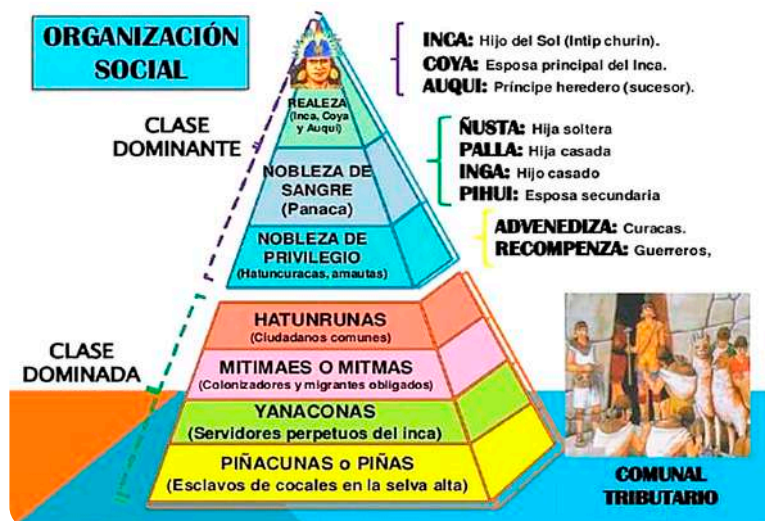 ORGANIZACIÓN
SOCIAL
INCA: Hijo del Sol (Intip churin).
COYA: Esposa principal del Inca.
AUQUI: Príncipe heredero (sucesor).
CLASE
DOMINANTE
REALEZA
(Inca, Coya
y Auqui)
ÑUSTA: Hija soltera
PALLA: Hija casada
INGA: Hijo casado
PIHUI: Esposa secundaria
NOBLEZA DE
SANGRE
(Panaca)
ADVENEDIZA: Curacas.
RECOMPENZA: Guerreros,
NOBLEZA DE
PRIVILEGIO
(Hatuncuracas, amautas)
CLASE
DOMINADA
HATUNRUNAS
(Ciudadanos comunes)
MITIMAES O MITMAS
(Colonizadores y migrantes obligados)
YANACONAS
(Servidores perpetuos del inca)
PIÑACUNAS o PIÑAS
(Esclavos de cocales en la selva alta)
COMUNAL
TRIBUTARIO